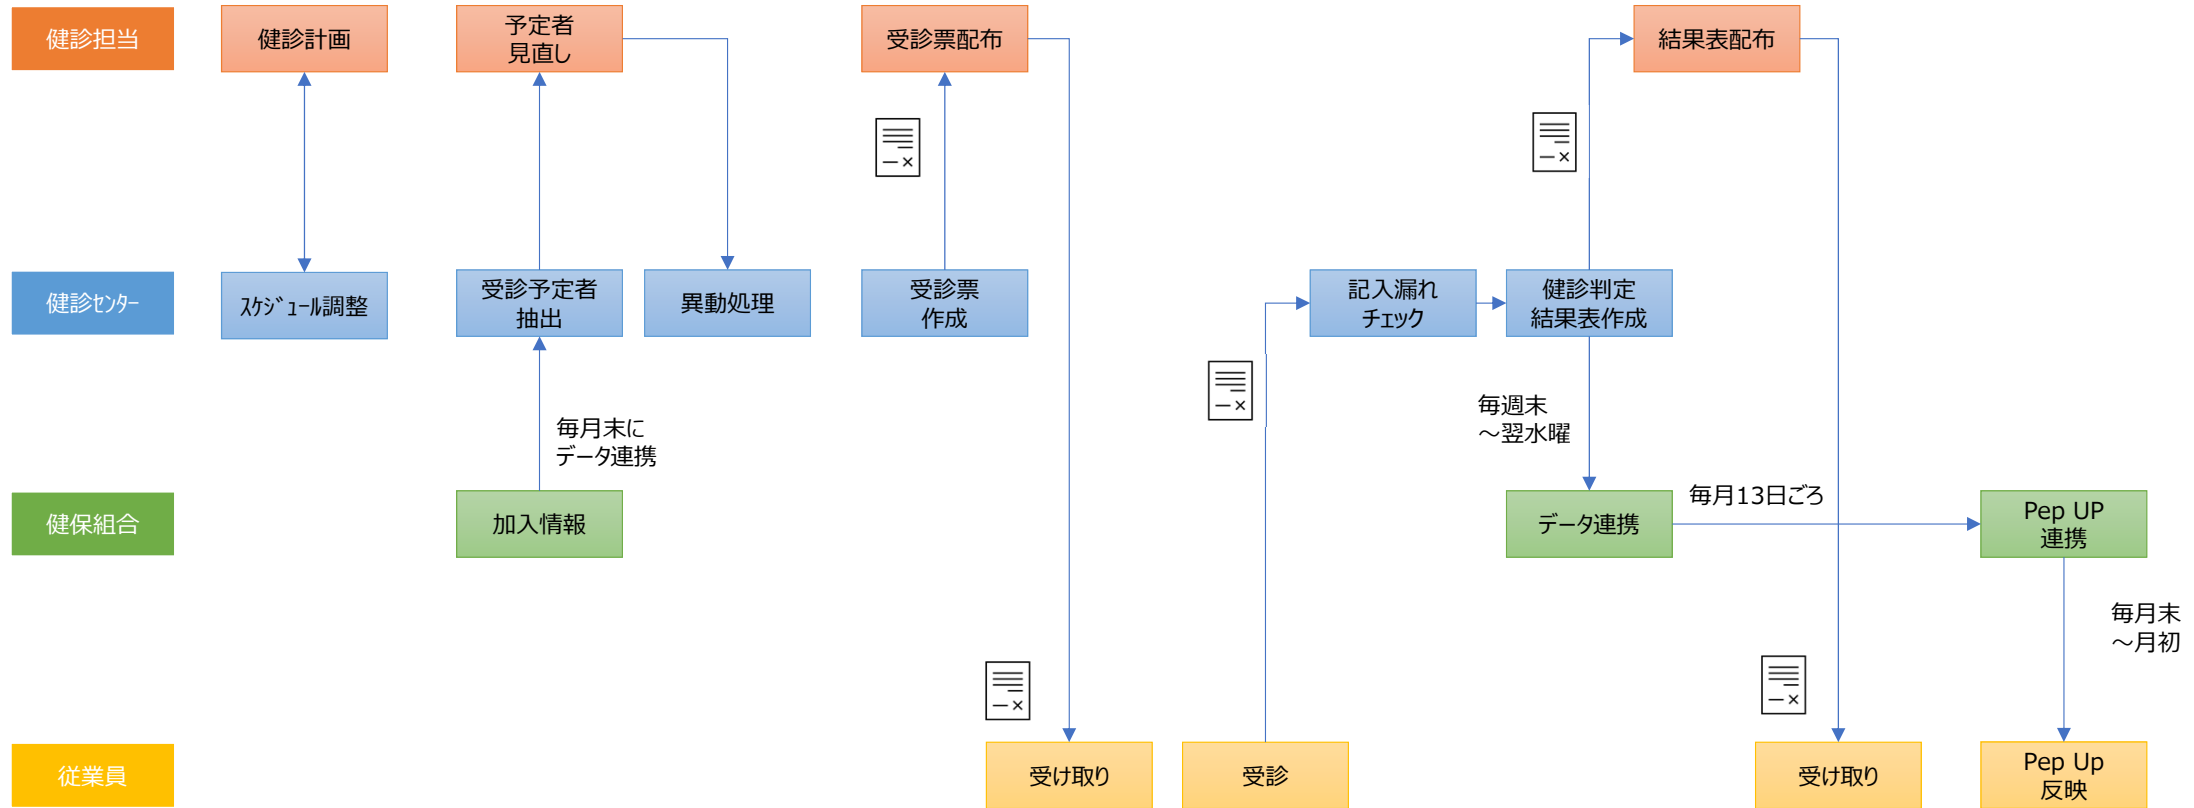 健診担当
健診計画
予定者
見直し
受診票配布
結果表配布
健診ｾﾝﾀｰ
ｽｹｼﾞｭｰﾙ調整
受診予定者
抽出
異動処理
受診票
作成
記入漏れ
チェック
健診判定
結果表作成
毎月末に
データ連携
毎週末
～翌水曜
健保組合
加入情報
データ連携
毎月13日ごろ
Pep UP
連携
毎月末
～月初
従業員
受け取り
受診
受け取り
Pep Up
反映